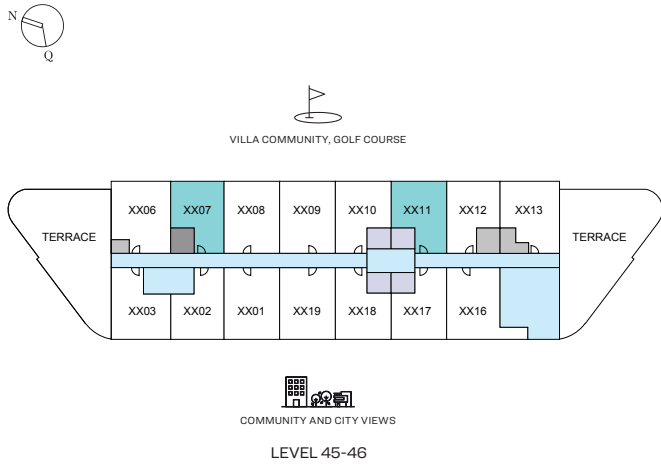 N
Q
VILLA COMMUNITY, GOLF COURSE
XX06 XX07 XX08 XX09 XX10 XX11 XX12 XX13
TERRACE TERRACE
XX03 XX02 XX01 XX19 XX18 XX17 XX16
COMMUNITY AND CITY VIEWS
LEVEL 45-46